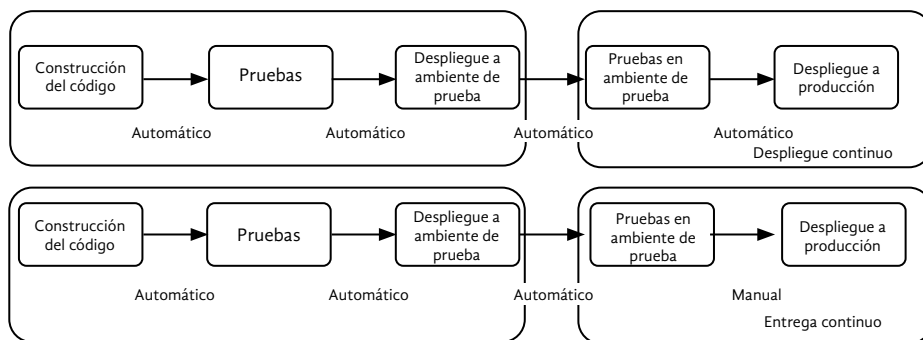 Construcción
del código
Pruebas
Despliegue a
ambiente de
prueba
Pruebas en
ambiente de
prueba
Despliegue a
producción
Automático
Automático
Automático
Automático
Despliegue continuo
Construcción
del código
Pruebas
Despliegue a
ambiente de
prueba
Pruebas en
ambiente de
prueba
Despliegue a
producción
Automático
Automático
Automático
Manual
Entrega continuo